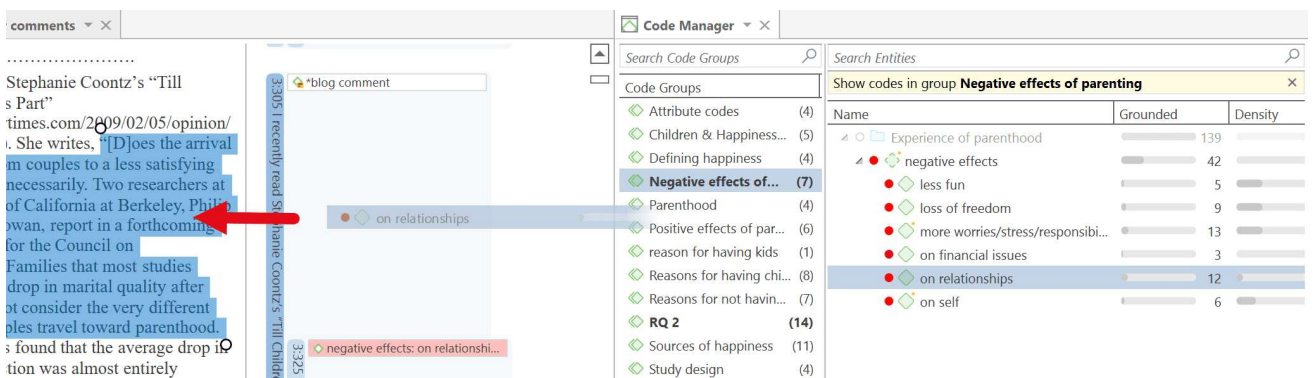 comments
Code Manager
………………….
Stephanie Coontz’s “Till
s Part”
times.com/2009/02/05/opinion/
. She writes, “[D]oes the arrival
m couples to a less satisfying
necessarily. Two researchers at
of California at Berkeley, Philip
owan, report in a forthcoming
for the Council on
Families that most studies
drop in marital quality after
ot consider the very different
ples travel toward parenthood.
s found that the average drop in
tion was almost entirely
3:305 I recently read Stephanie Coontz’s “Till Childre
*blog comment
on relationships
3:325
negative effects: on relationshi...
Search Code Groups
Code Groups
Attribute codes (4)
Children & Happiness... (5)
Defining happiness (4)
Negative effects of... (7)
Parenthood (4)
Positive effects of par... (6)
reason for having kids (1)
Reasons for having chi... (8)
Reasons for not havin... (7)
RQ 2 (14)
Sources of happiness (11)
Study design (4)
Search Entities
Show codes in group Negative effects of parenting
Name Grounded Density
Experience of parenthood 139
negative effects 42
less fun 5
loss of freedom 9
more worries/stress/responsibi... 13
on financial issues 3
on relationships 12
on self 6